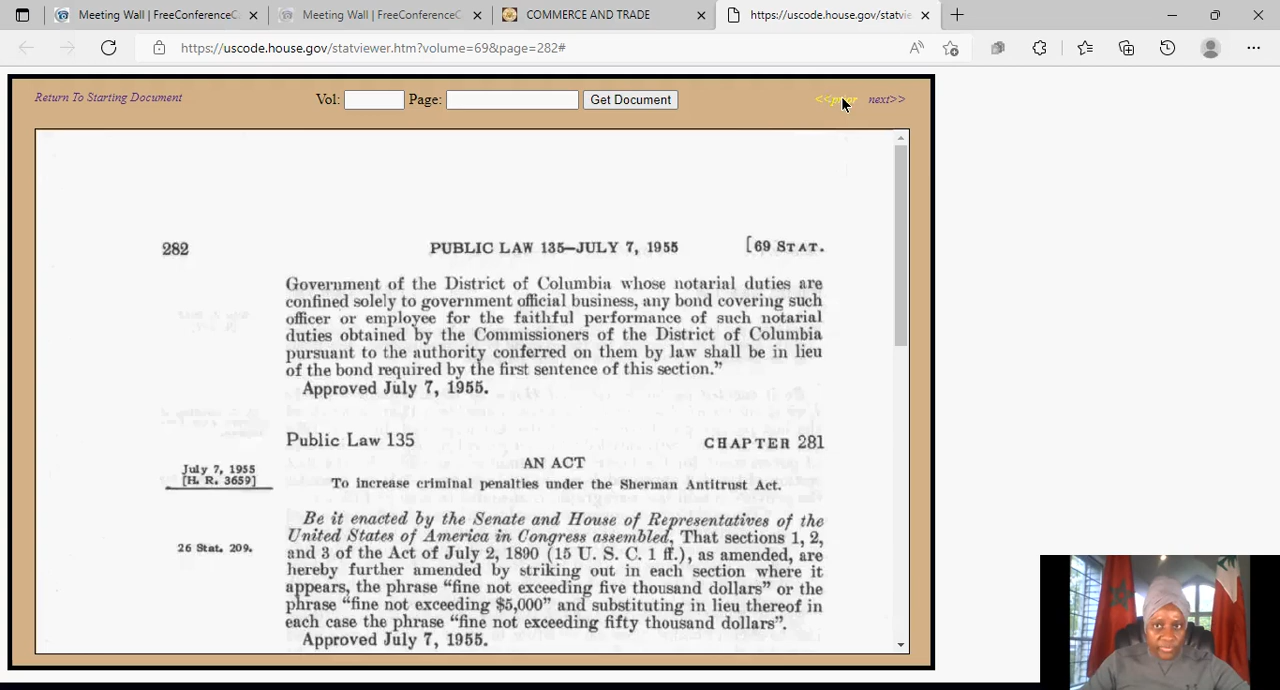 Meeting Wall | FreeConferenceC
Meeting Wall | FreeConferenceC
COMMERCE AND TRADE
https://uscode.house.gov/statvie
https://uscode.house.gov/statviewer.htm?volume=69&page=282#
Return To Starting Document
Vol:
Page:
Get Document
<<prior
next>>
282
PUBLIC LAW 135—JULY 7, 1955
[69 STAT.
Government of the District of Columbia whose notarial duties are
confined solely to government official business, any bond covering such
officer or employee for the faithful performance of such notarial
duties obtained by the Commissioners of the District of Columbia
pursuant to the authority conferred on them by law shall be in lieu
of the bond required by the first sentence of this section.”
Approved July 7, 1955.
Public Law 135
CHAPTER 281
AN ACT
July 7, 1955
[H. R. 3659]
To increase criminal penalties under the Sherman Antitrust Act.
Be it enacted by the Senate and House of Representatives of the
United States of America in Congress assembled, That sections 1, 2,
26 Stat. 209.
and 3 of the Act of July 2, 1890 (15 U. S. C. 1 ff.), as amended, are
hereby further amended by striking out in each section where it
appears, the phrase “fine not exceeding five thousand dollars” or the
phrase “fine not exceeding $5,000” and substituting in lieu thereof in
each case the phrase “fine not exceeding fifty thousand dollars”.
Approved July 7, 1955.